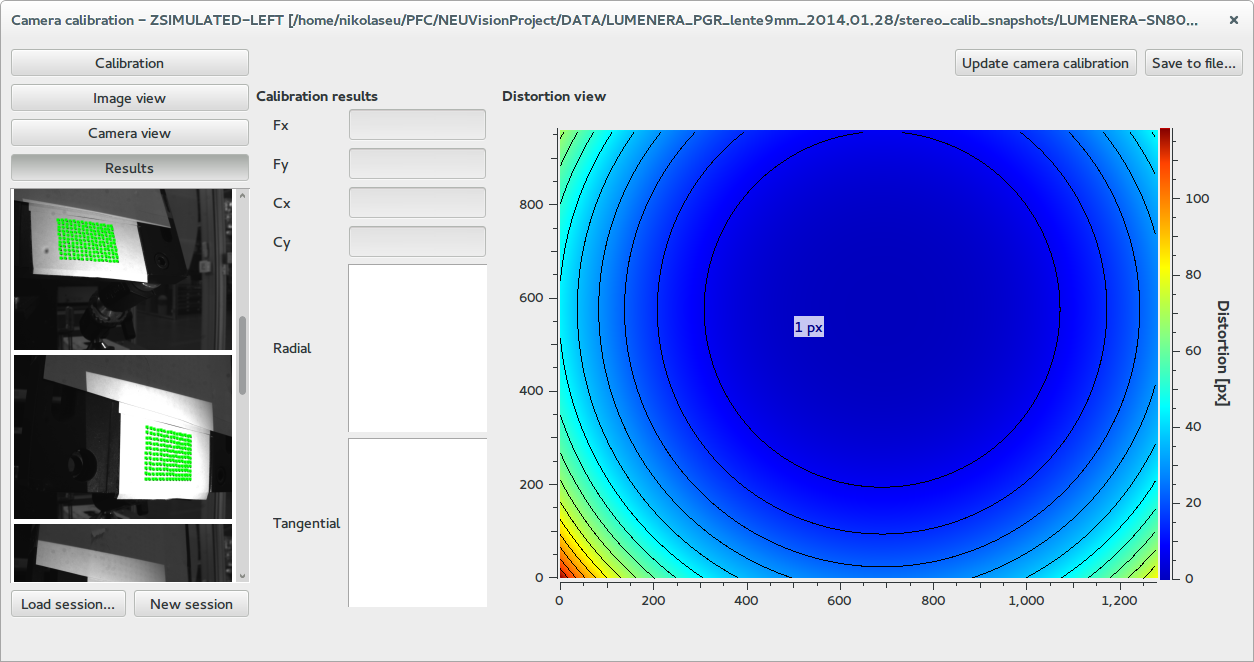 Camera calibration – ZSIMULATED-LEFT [/home/nikolaseu/PFC/NEUVisionProject/DATA/LUMENERA_PGR_lente9mm_2014.01.28/stereo_calib_snapshots/LUMENERA-SN80...
Calibration
Image view
Camera view
Results
Load session...
New session
Update camera calibration
Save to file...
Calibration results
Fx
Fy
Cx
Cy
Radial
Tangential
Distortion view
800
600
400
200
0
1 px
0
200
400
600
800
1,000
1,200
100
80
60
40
20
0
Distortion [px]